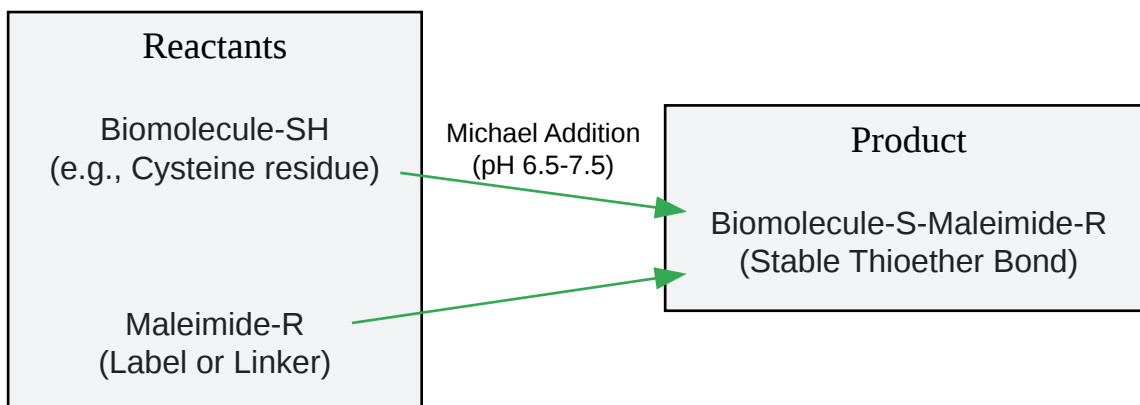 Reactants
Biomolecule-SH
(e.g., Cysteine residue)
Maleimide-R
(Label or Linker)
Michael Addition
(pH 6.5-7.5)
Product
Biomolecule-S-Maleimide-R
(Stable Thioether Bond)